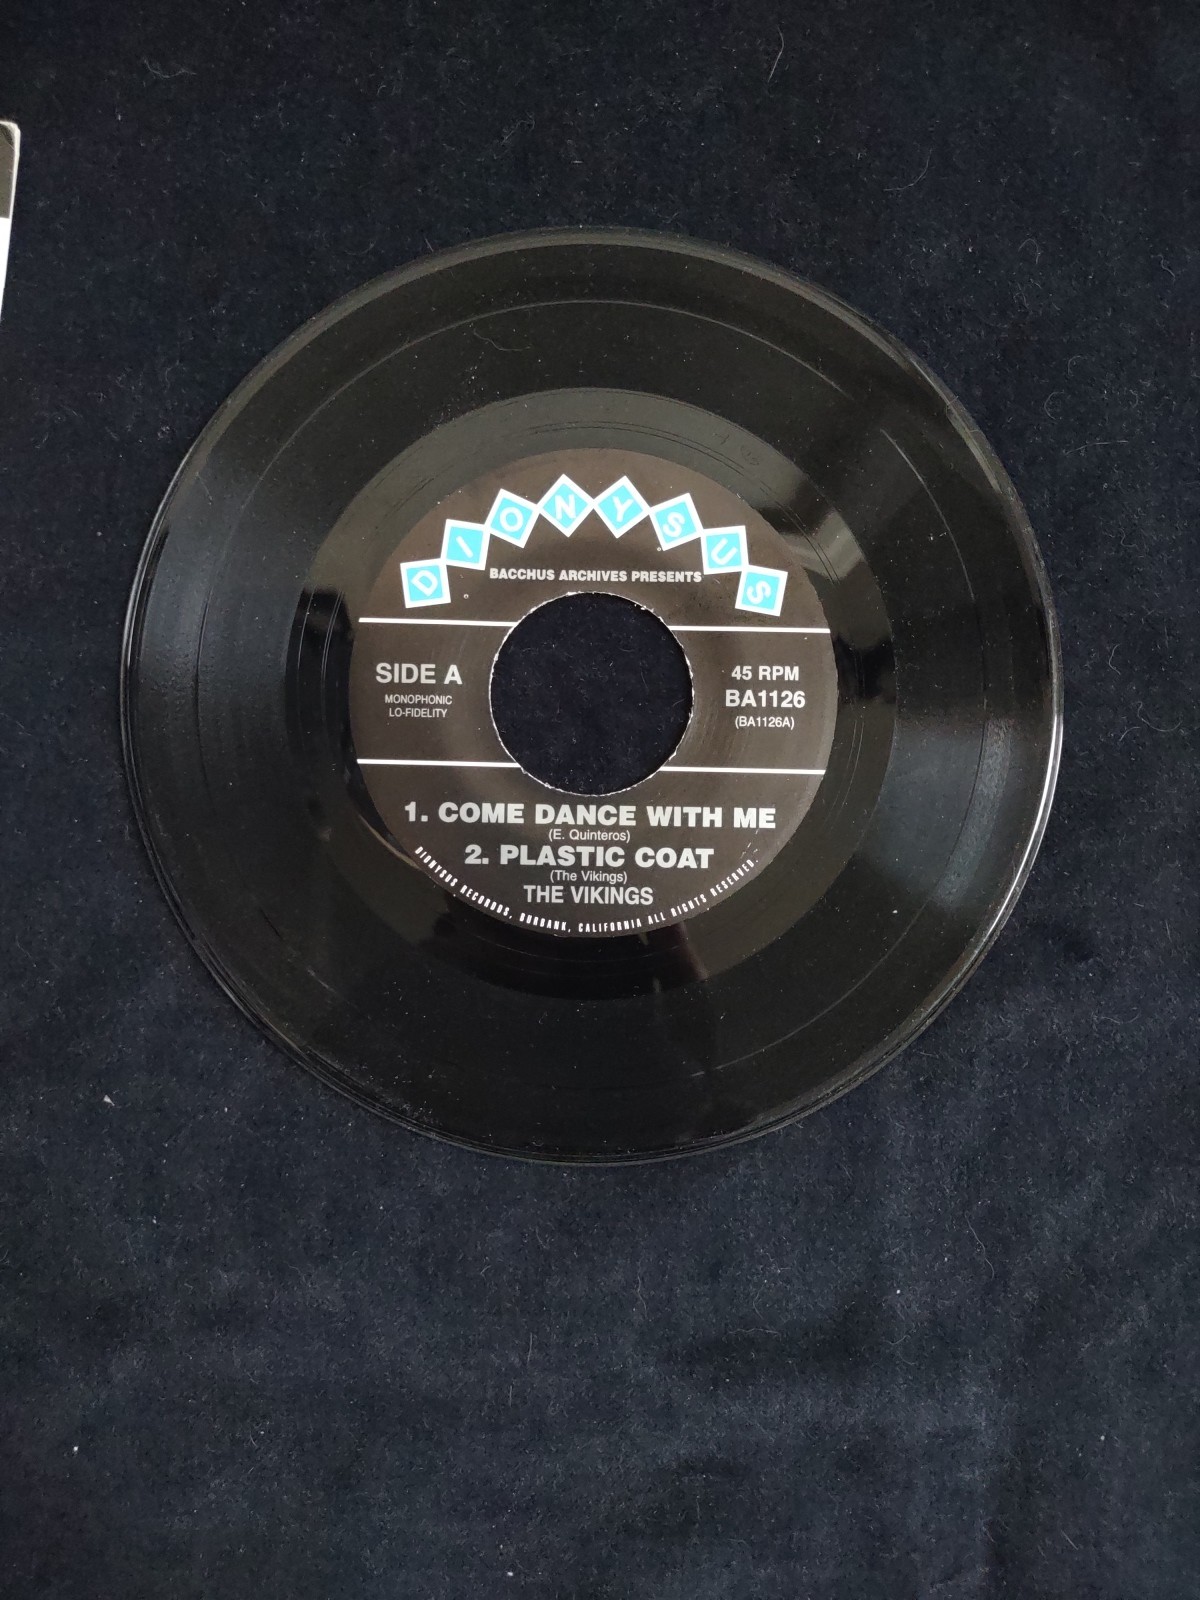 DIONYSUS
BACCHUS ARCHIVES PRESENTS
SIDE A
MONOPHONIC
LO-FIDELITY
45 RPM
BA1126
(BA1126A)
1. COME DANCE WITH ME
(E. Quinteros)
2. PLASTIC COAT
(The Vikings)
THE VIKINGS
DIONYSUS RECORDS, BURBANK, CALIFORNIA ALL RIGHTS RESERVED.